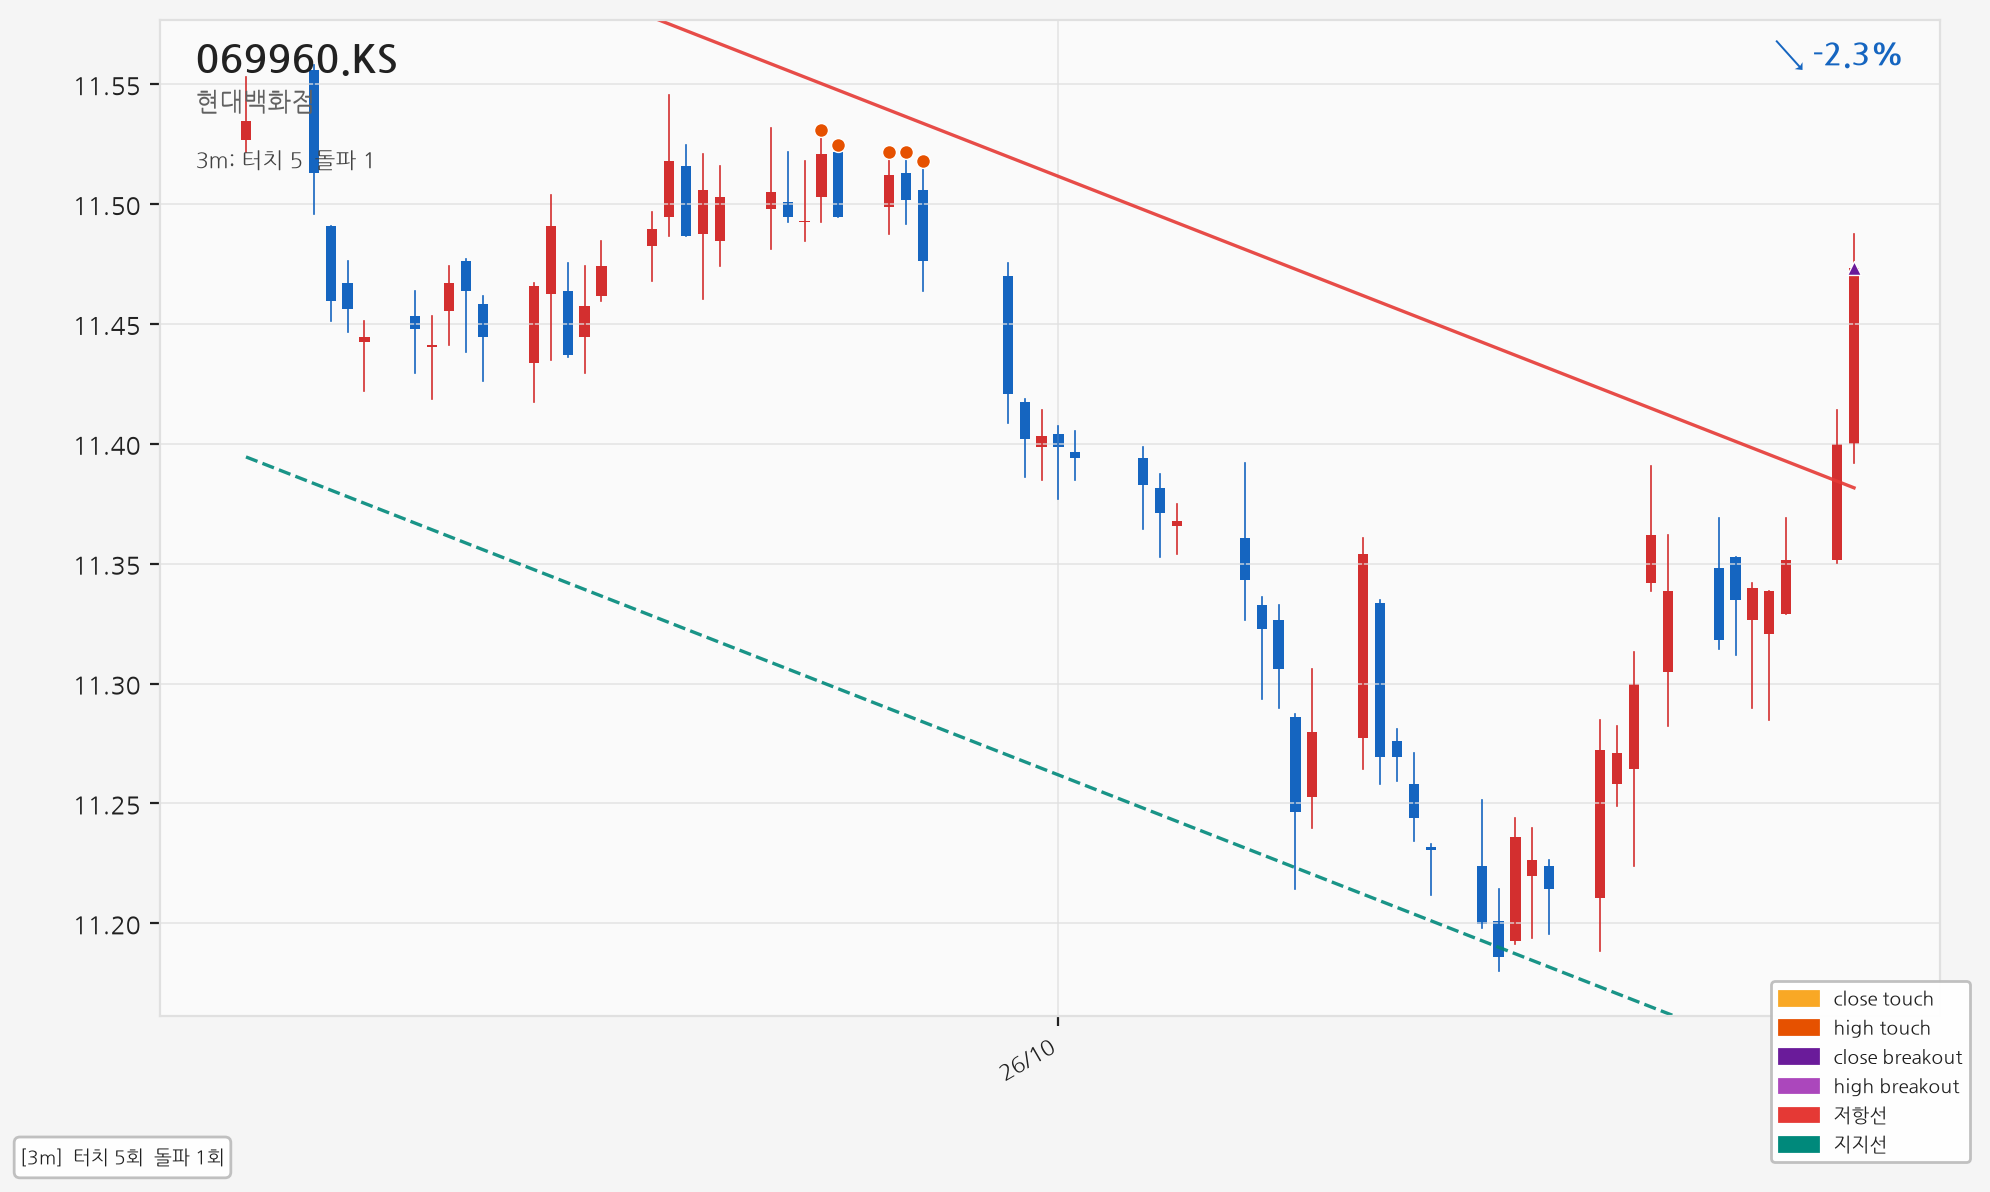 069960.KS
현대백화점
3m: 터치 5  돌파 1
-2.3%
11.55
11.50
11.45
11.40
11.35
11.30
11.25
11.20
26/10
close touch
high touch
close breakout
high breakout
저항선
지지선
[3m]  터치 5회  돌파 1회